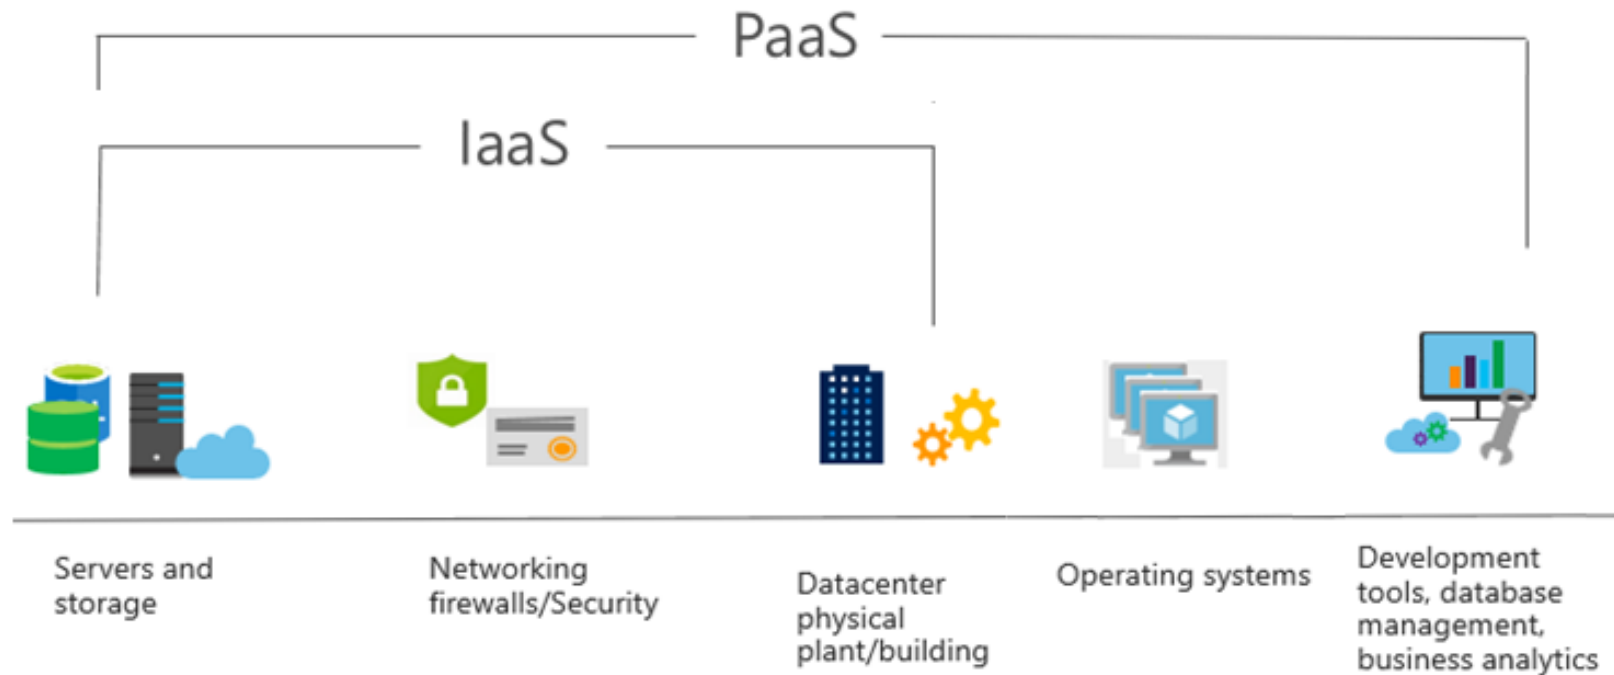 PaaS
IaaS
Servers and
storage
Networking
firewalls/Security
Datacenter
physical
plant/building
Operating systems
Development
tools, database
management,
business analytics